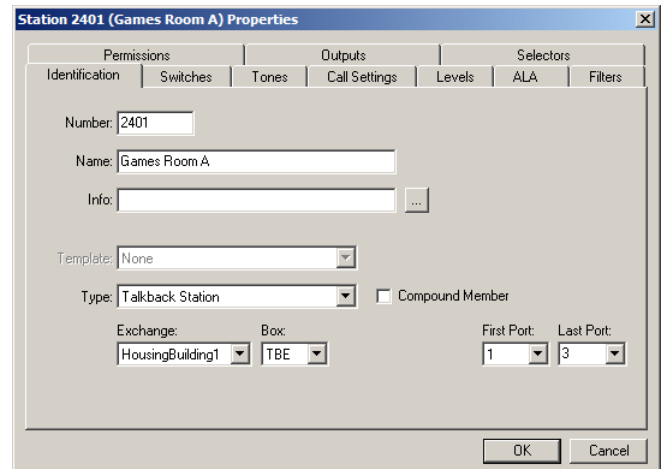 Station 2401 (Games Room A) Properties
Permissions Outputs Selectors
Identification Switches Tones Call Settings Levels ALA Filters
Number: 2401
Name: Games Room A
Info: ...
Template: None
Type: Talkback Station Compound Member
Exchange: Box: First Port: Last Port:
HousingBuilding1 TBE 1 3
OK Cancel